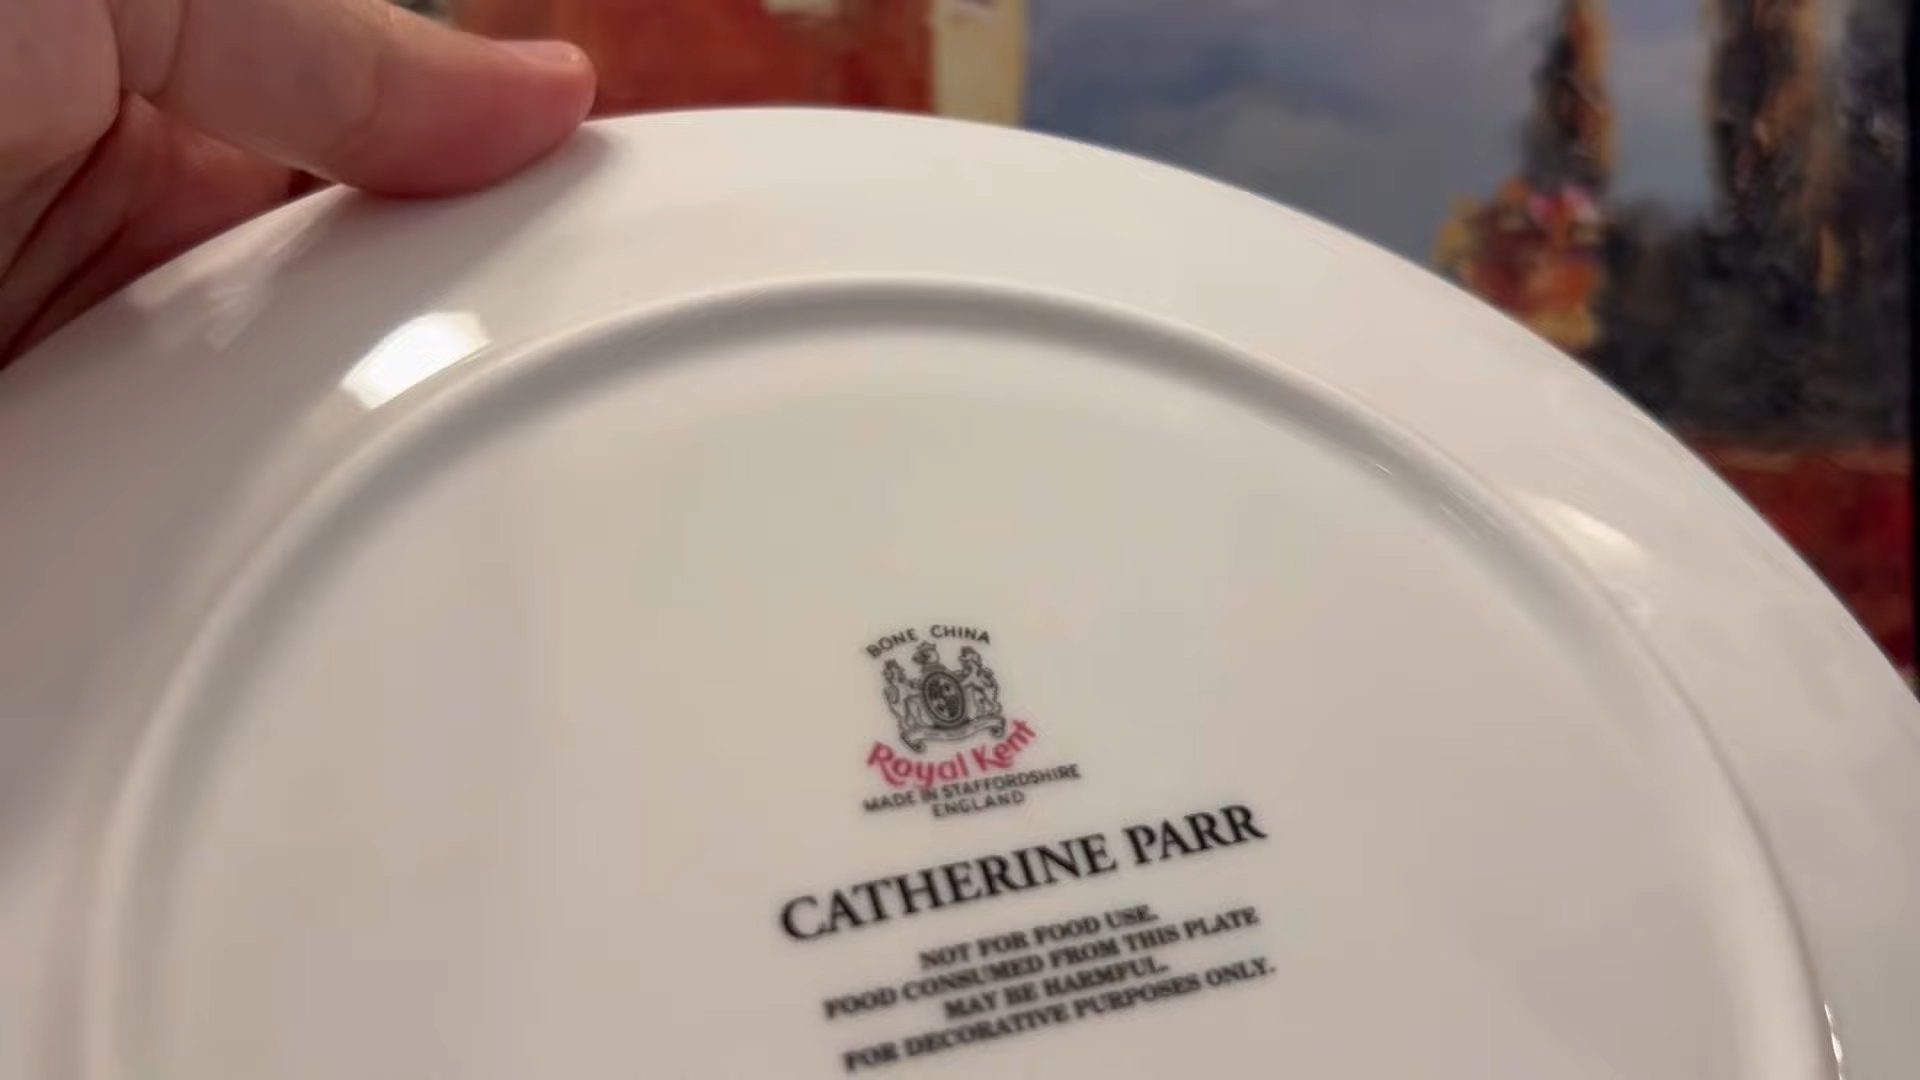 BONE CHINA
Royal Kent
MADE IN STAFFORDSHIRE
ENGLAND
CATHERINE PARR
NOT FOR FOOD USE.
FOOD CONSUMED FROM THIS PLATE
MAY BE HARMFUL.
FOR DECORATIVE PURPOSES ONLY.